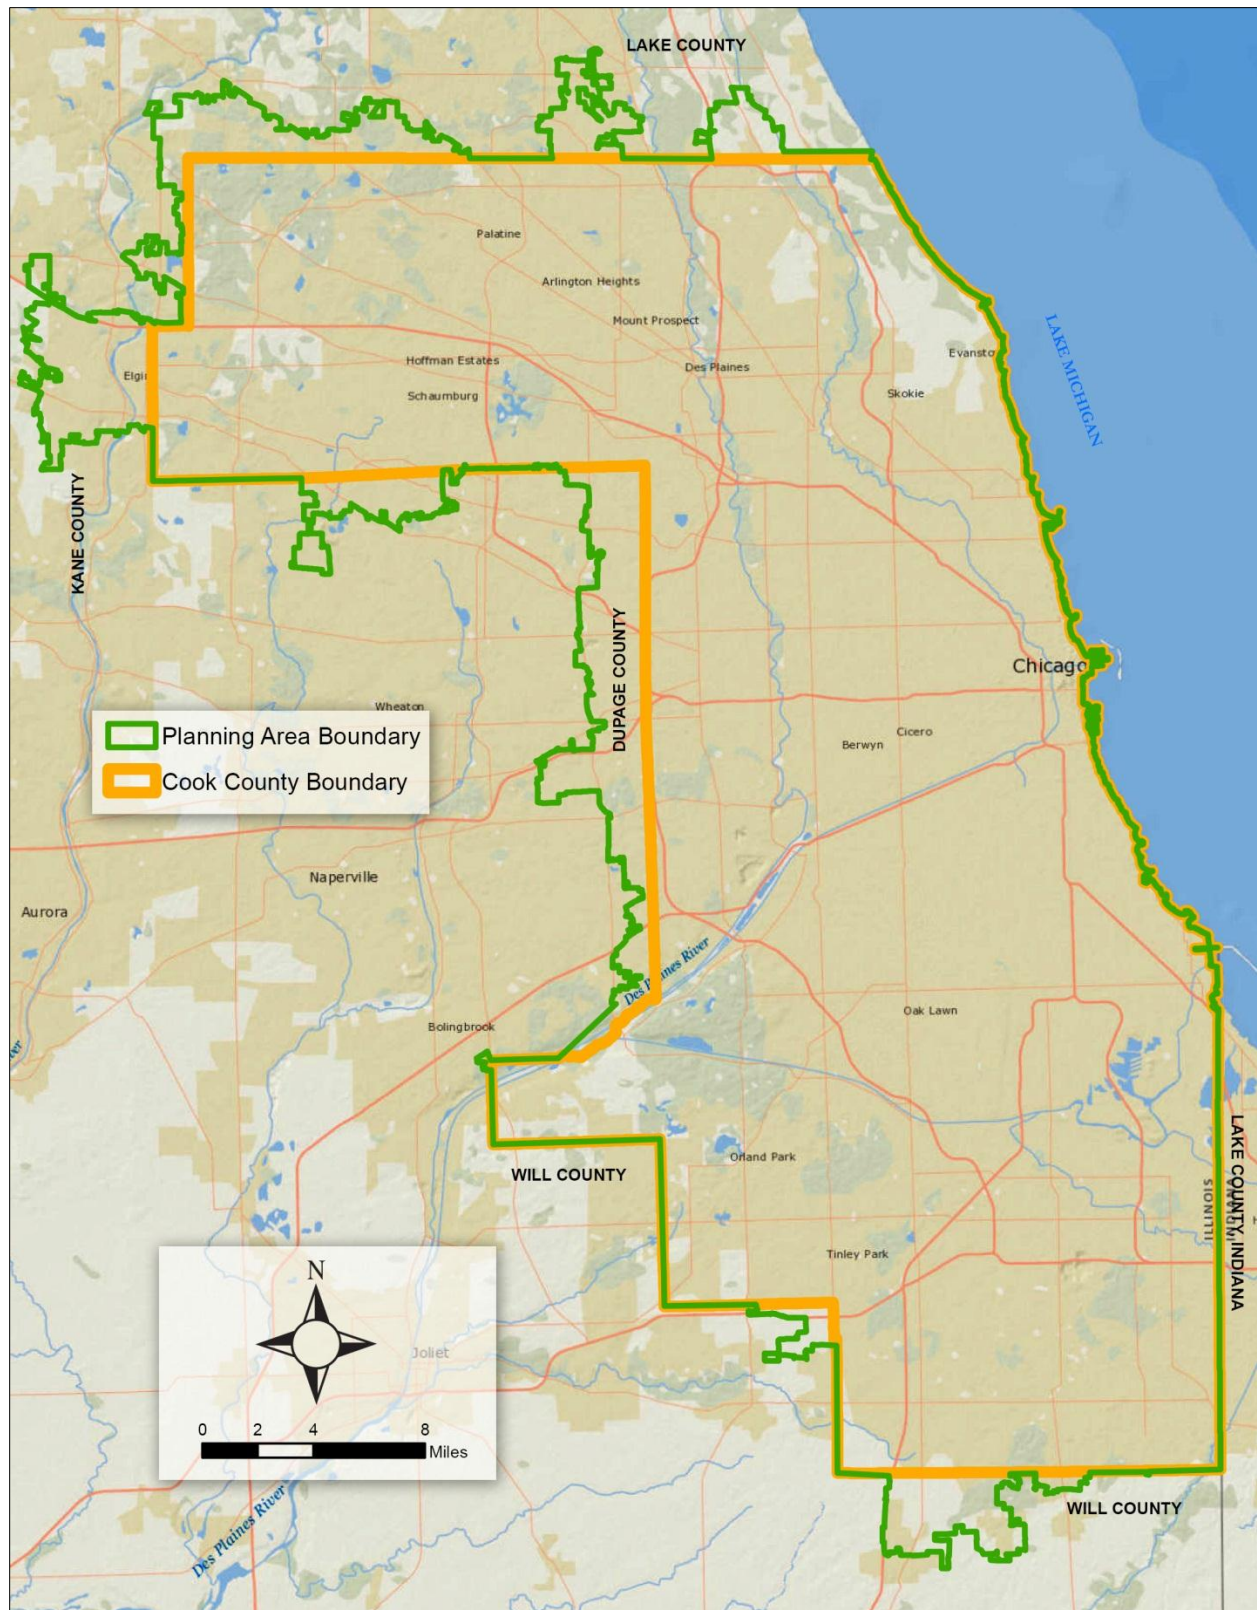 LAKE COUNTY
Palatine
Arlington Heights
Mount Prospect
LAKE MICHIGAN
Evansto
Hoffman Estates
Des Plaines
Elgin
Schaumburg
Skokie
KANE COUNTY
DUPAGE COUNTY
Chicago
Wheaton
Planning Area Boundary
Cook County Boundary
Cicero
Berwyn
Naperville
Aurora
Des Plaines River
Oak Lawn
Bolingbrook
Orland Park
WILL COUNTY
ILLINOIS
LAKE COUNTY, INDIANA
Tinley Park
N
Joliet
0 2 4 8
Miles
WILL COUNTY
Des Plaines River